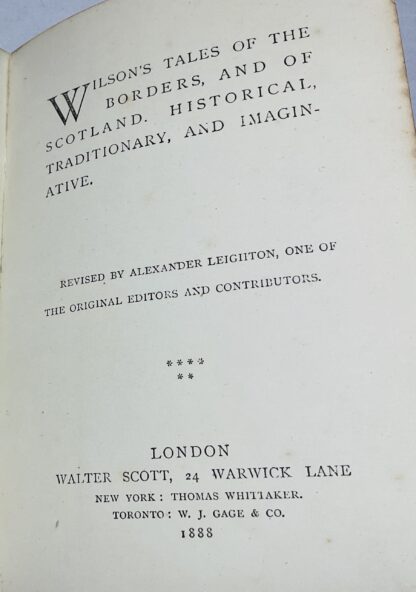 WILSON'S TALES OF THE
BORDERS, AND OF
SCOTLAND. HISTORICAL,
TRADITIONARY, AND IMAGIN-
ATIVE.
REVISED BY ALEXANDER LEIGHTON, ONE OF
THE ORIGINAL EDITORS AND CONTRIBUTORS.
* * * *
* *
LONDON
WALTER SCOTT, 24 WARWICK LANE
NEW YORK: THOMAS WHITTAKER.
TORONTO: W. J. GAGE & CO.
1888